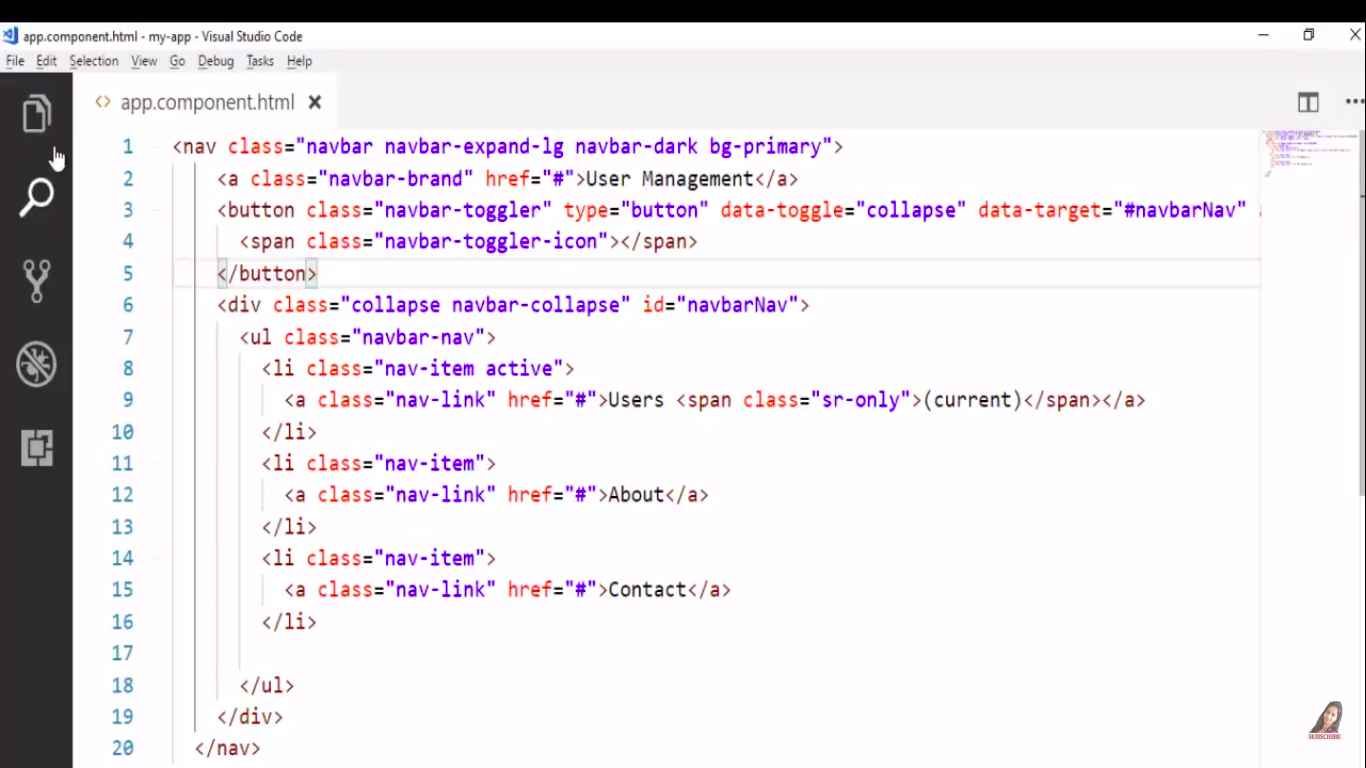 app.component.html - my-app - Visual Studio Code
File Edit Selection View Go Debug Tasks Help
<> app.component.html
1 <nav class="navbar navbar-expand-lg navbar-dark bg-primary">
2 <a class="navbar-brand" href="#">User Management</a>
3 <button class="navbar-toggler" type="button" data-toggle="collapse" data-target="#navbarNav"
4 <span class="navbar-toggler-icon"></span>
5 </button>
6 <div class="collapse navbar-collapse" id="navbarNav">
7 <ul class="navbar-nav">
8 <li class="nav-item active">
9 <a class="nav-link" href="#">Users <span class="sr-only">(current)</span></a>
10 </li>
11 <li class="nav-item">
12 <a class="nav-link" href="#">About</a>
13 </li>
14 <li class="nav-item">
15 <a class="nav-link" href="#">Contact</a>
16 </li>
17
18 </ul>
19 </div>
20 </nav>
SUBSCRIBE